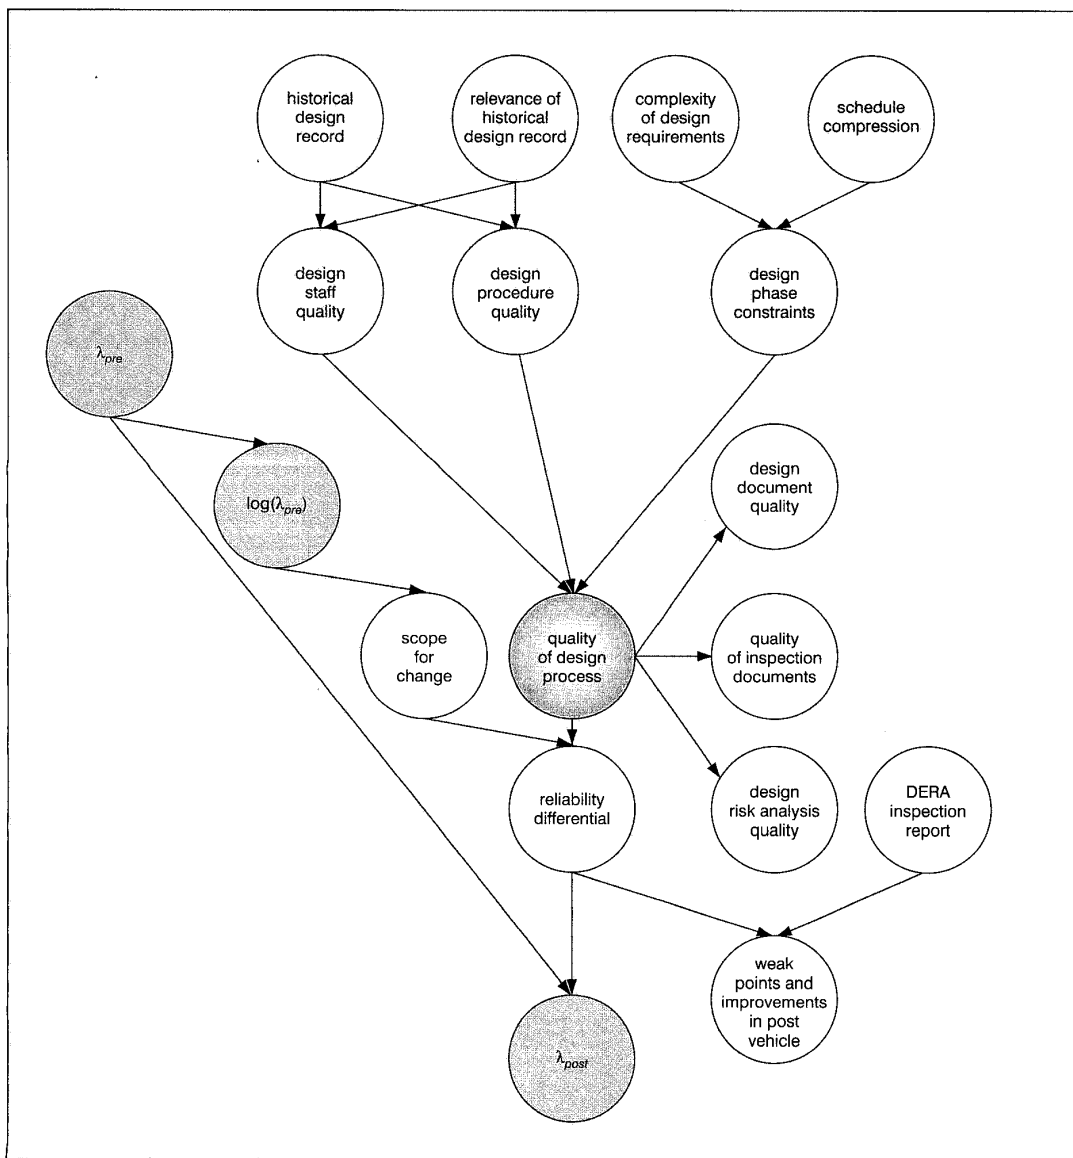 historical
design
record
relevance of
historical
design record
complexity
of design
requirements
schedule
compression
design
staff
quality
design
procedure
quality
design
phase
constraints
λpre
log(λpre)
design
document
quality
scope
for
change
quality
of design
process
quality
of inspection
documents
reliability
differential
design
risk analysis
quality
DERA
inspection
report
weak
points and
improvements
in post
vehicle
λpost